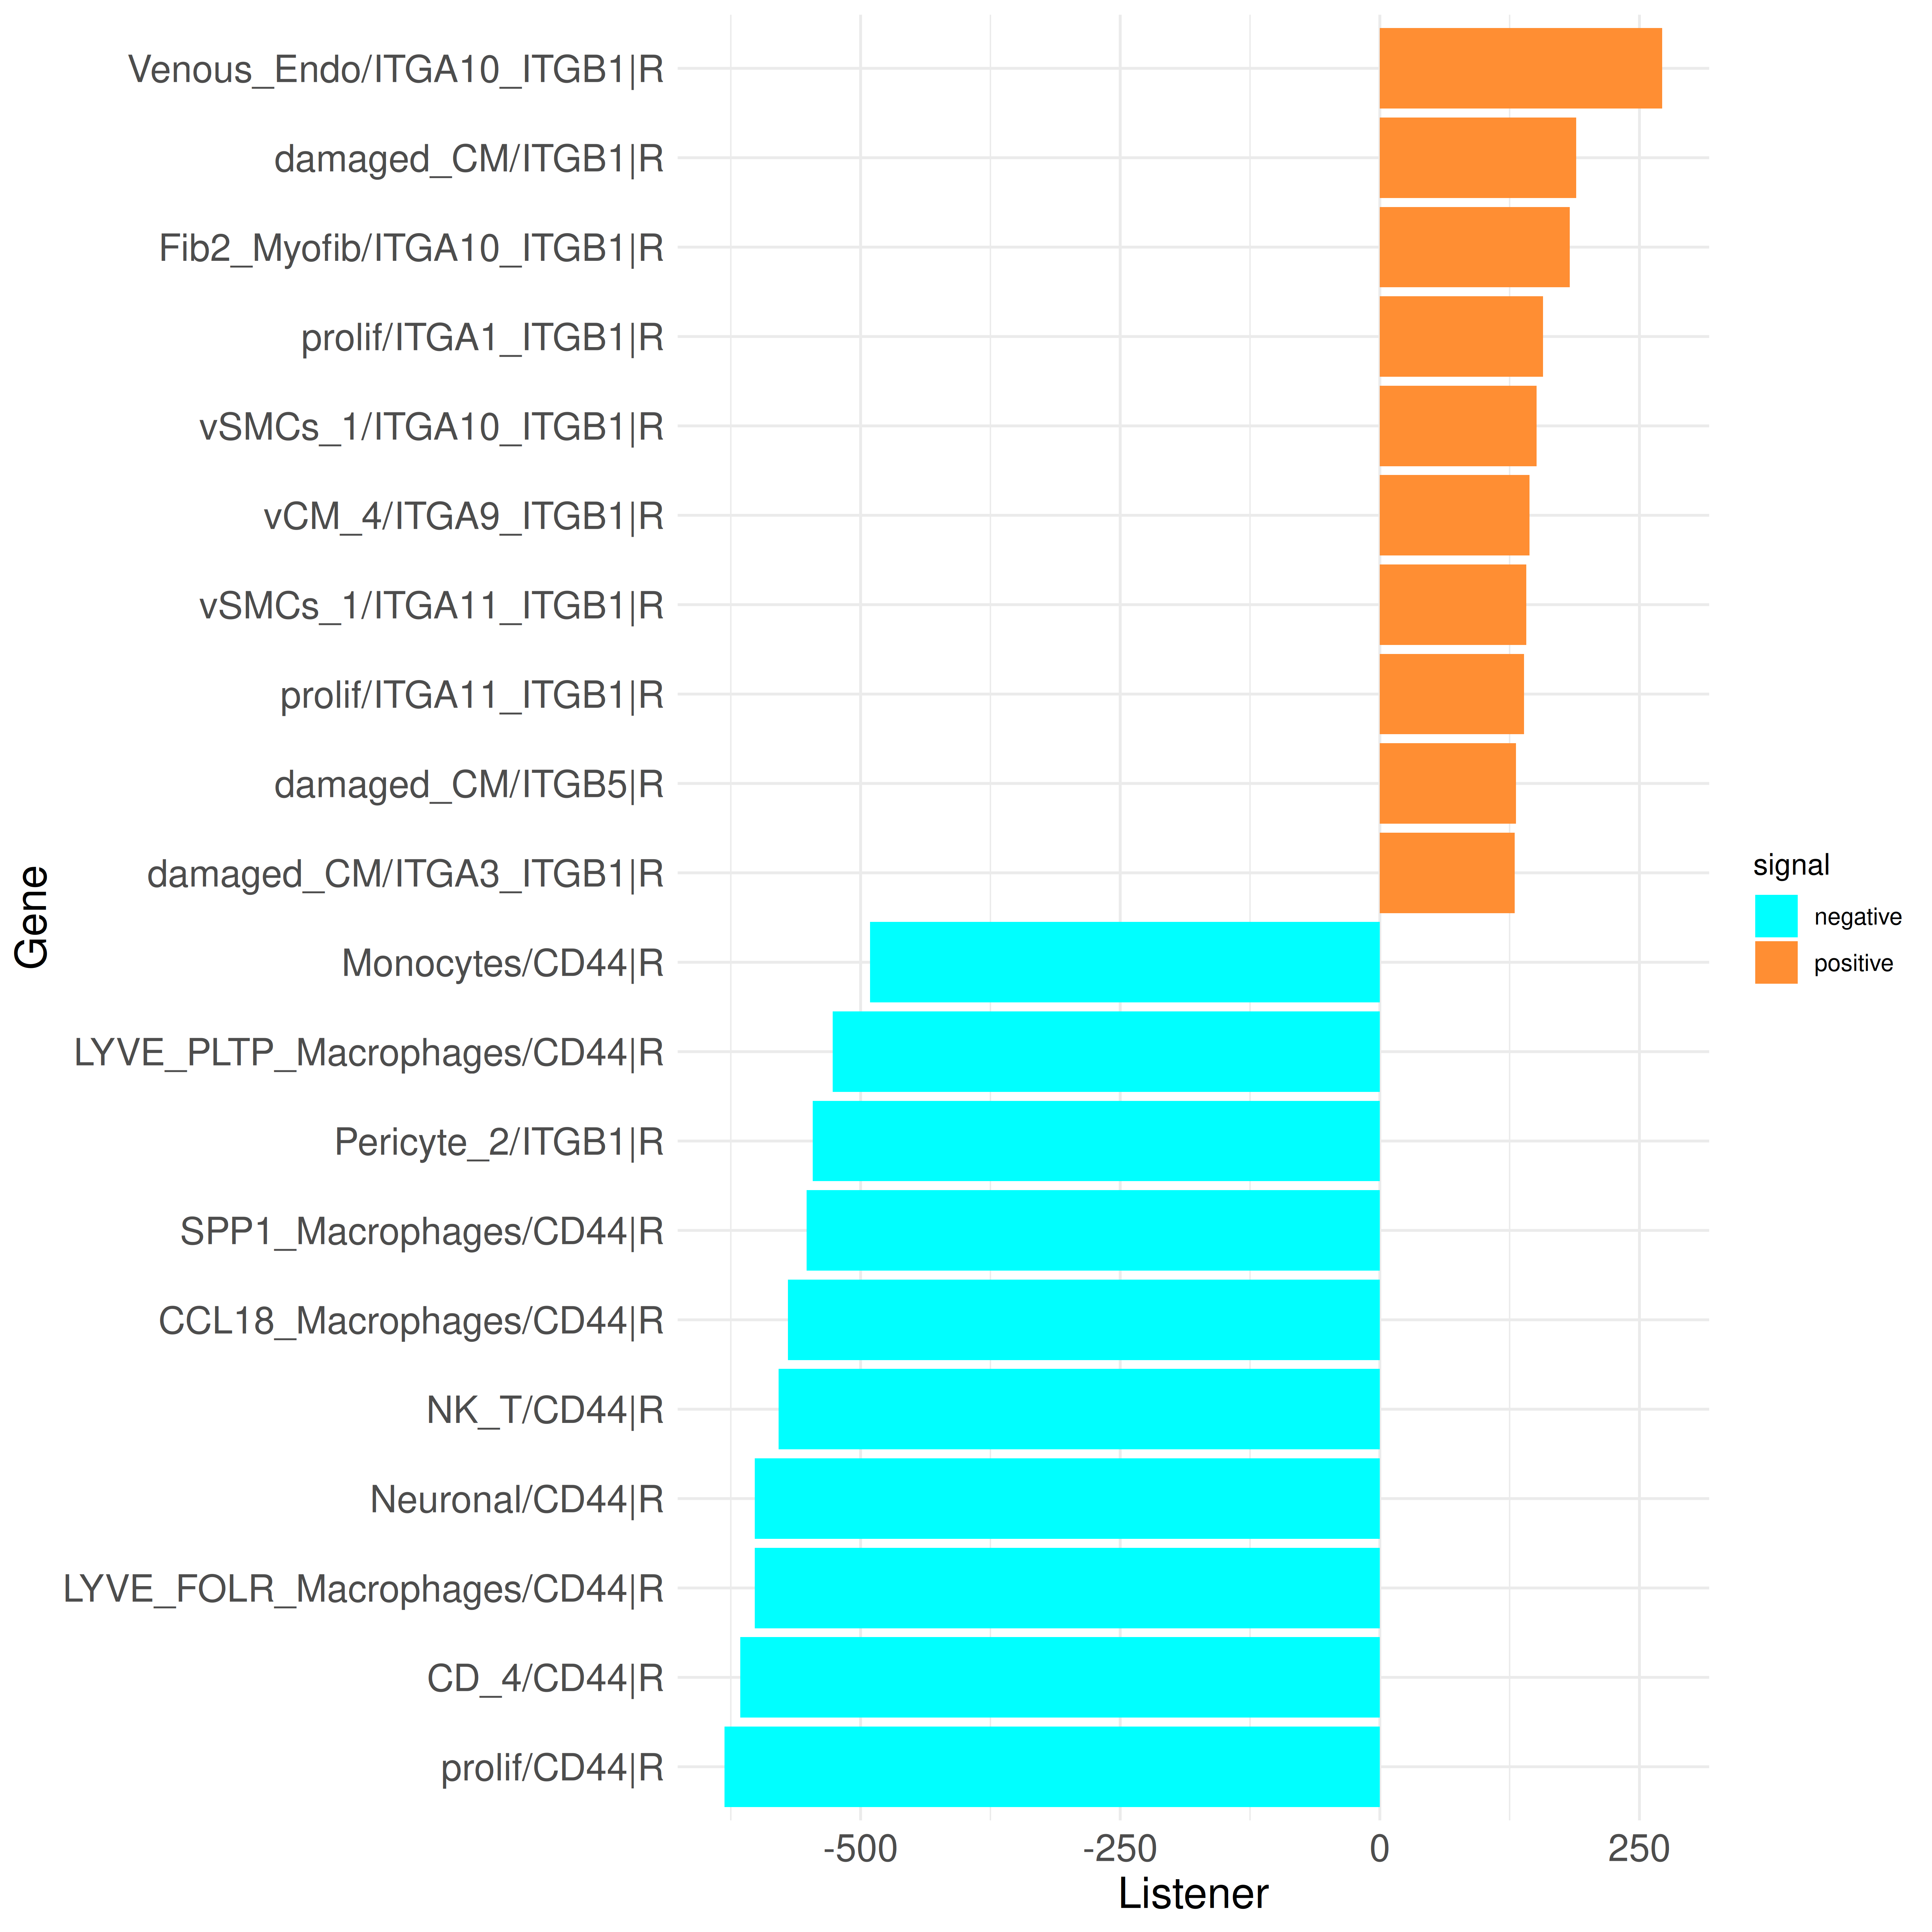 Venous_Endo/ITGA10_ITGB1|R
damaged_CM/ITGB1|R
Fib2_Myofib/ITGA10_ITGB1|R
prolif/ITGA1_ITGB1|R
vSMCs_1/ITGA10_ITGB1|R
vCM_4/ITGA9_ITGB1|R
vSMCs_1/ITGA11_ITGB1|R
prolif/ITGA11_ITGB1|R
damaged_CM/ITGB5|R
damaged_CM/ITGA3_ITGB1|R
Monocytes/CD44|R
LYVE_PLTP_Macrophages/CD44|R
Pericyte_2/ITGB1|R
SPP1_Macrophages/CD44|R
CCL18_Macrophages/CD44|R
NK_T/CD44|R
Neuronal/CD44|R
LYVE_FOLR_Macrophages/CD44|R
CD_4/CD44|R
prolif/CD44|R
Gene
-500 -250 0 250
Listener
signal
negative
positive